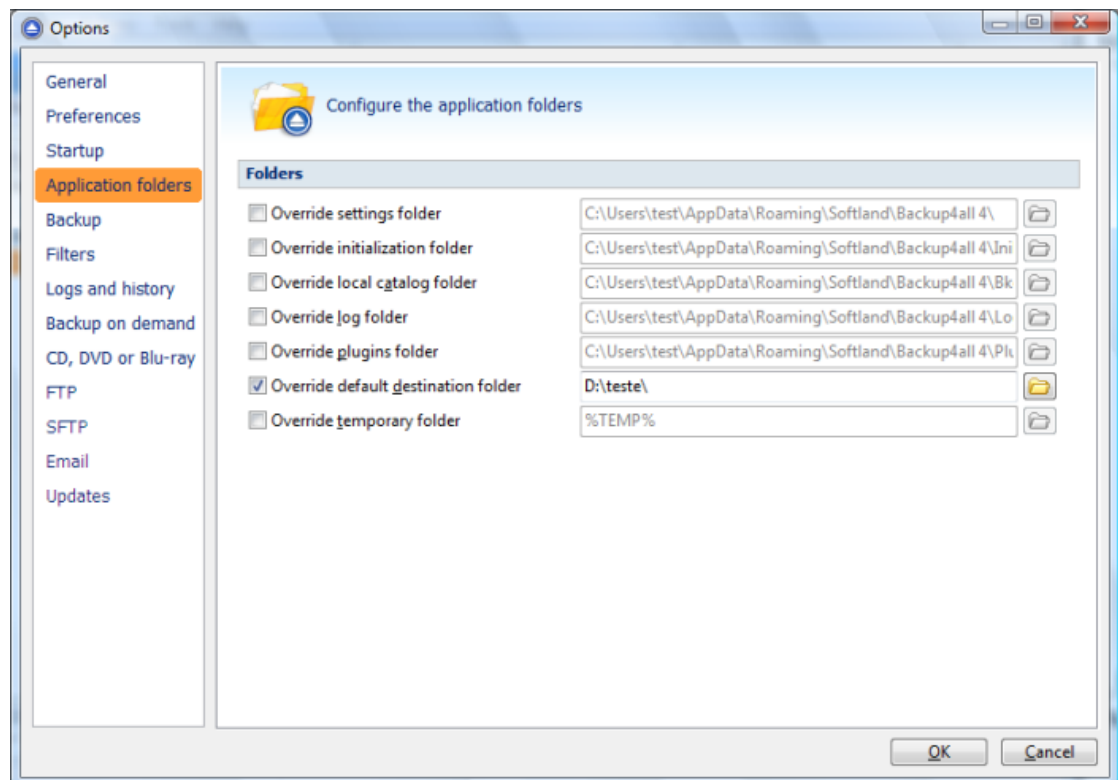 Options
General
Preferences
Startup
Application folders
Backup
Filters
Logs and history
Backup on demand
CD, DVD or Blu-ray
FTP
SFTP
Email
Updates
Configure the application folders
Folders
Override settings folder C:\Users\test\AppData\Roaming\Softland\Backup4all 4\
Override initialization folder C:\Users\test\AppData\Roaming\Softland\Backup4all 4\Ini
Override local catalog folder C:\Users\test\AppData\Roaming\Softland\Backup4all 4\Bk
Override log folder C:\Users\test\AppData\Roaming\Softland\Backup4all 4\Lo
Override plugins folder C:\Users\test\AppData\Roaming\Softland\Backup4all 4\Plu
Override default destination folder D:\teste\
Override temporary folder %TEMP%
OK Cancel